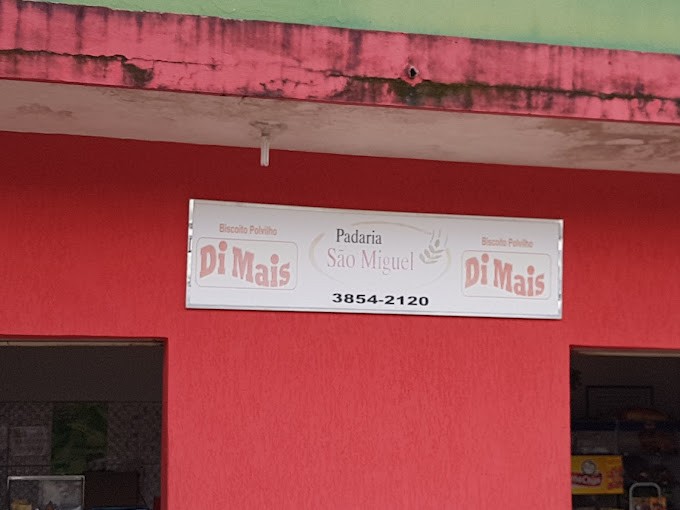 Biscoito Polvilho
Di Mais
Padaria
São Miguel
3854-2120
Biscoito Polvilho
Di Mais